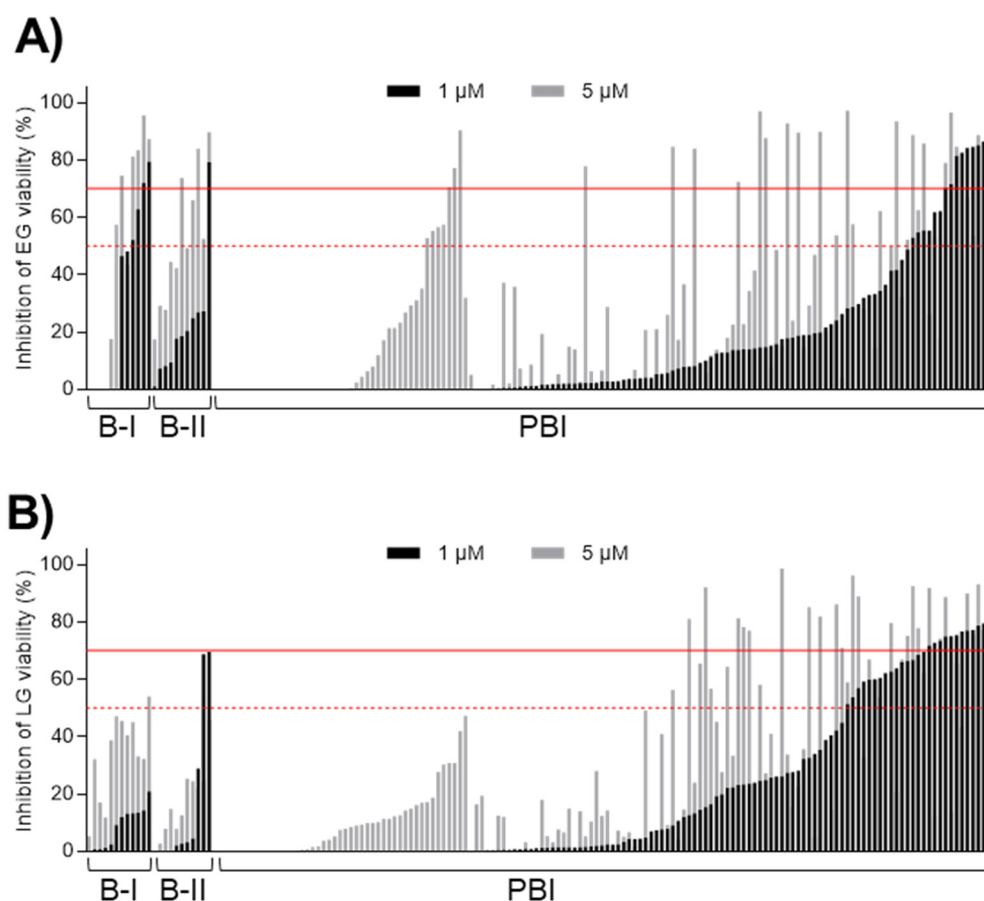 A)
1 µM 5 µM
Inhibition of EG viability (%)
100
80
60
40
20
0
B-I B-II PBI
B)
1 µM 5 µM
Inhibition of LG viability (%)
100
80
60
40
20
0
B-I B-II PBI